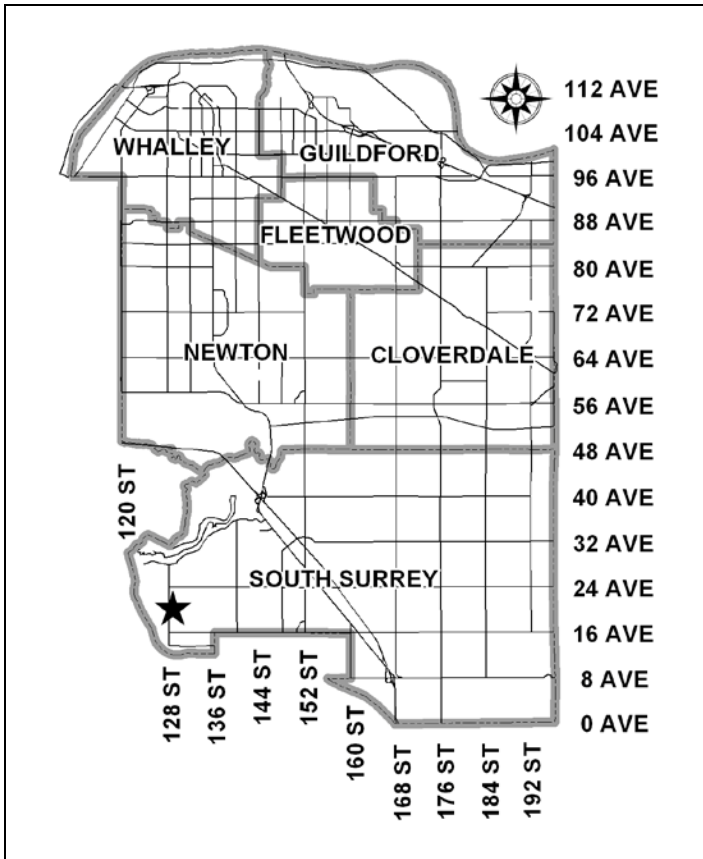 112 AVE
104 AVE
WHALLEY
GUILDFORD
96 AVE
88 AVE
FLEETWOOD
80 AVE
72 AVE
NEWTON
CLOVERDALE
64 AVE
56 AVE
48 AVE
120 ST
40 AVE
32 AVE
SOUTH SURREY
24 AVE
16 AVE
128 ST
136 ST
144 ST
152 ST
160 ST
8 AVE
0 AVE
168 ST
176 ST
184 ST
192 ST